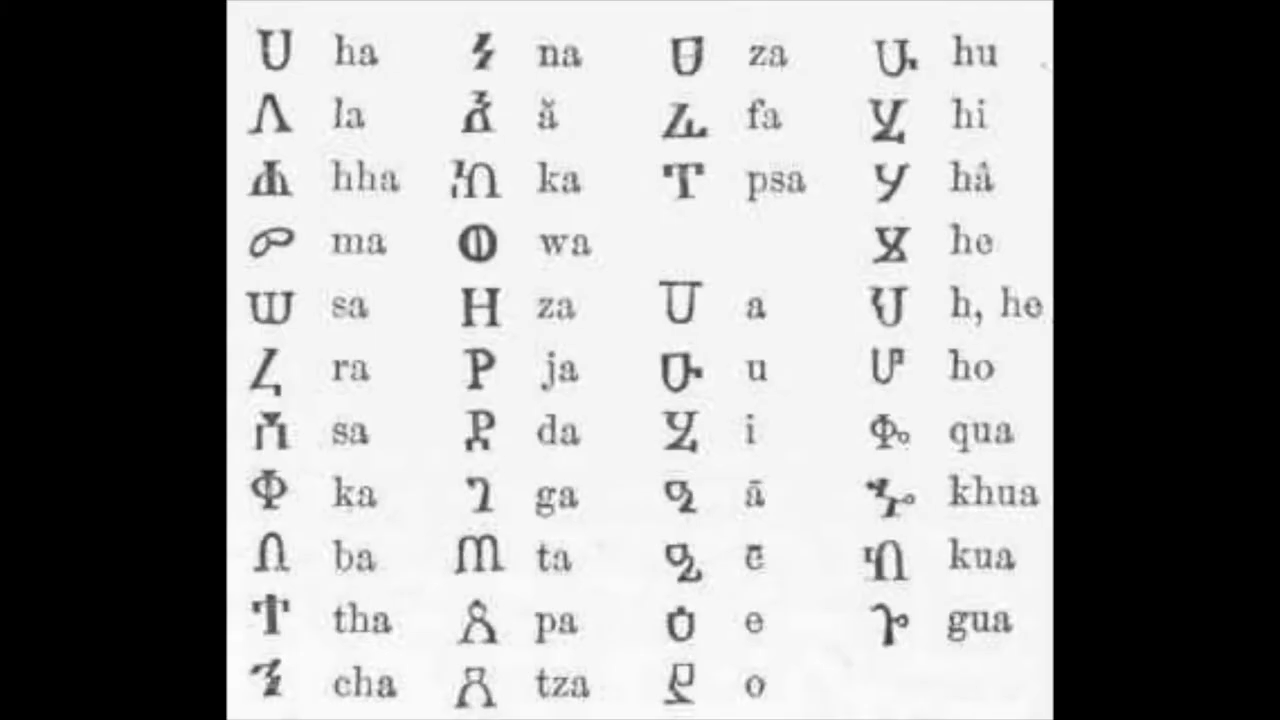 ሀ ha ነ na ፀ za ሁ hu
ለ la አ ă ፈ fa ሂ hi
ሐ hha ከ ka ፐ psa ሃ hâ
መ ma ወ wa ሄ he
ሠ sa ዘ za ዐ a ህ h, he
ረ ra የ ja ዑ u ሆ ho
ሰ sa ደ da ዒ i ቈ qua
ቀ ka ገ ga ዓ ā ኈ khua
በ ba ጠ ta ዔ ē ኰ kua
ተ tha ጰ pa ዕ e ጐ gua
ኀ cha ጸ tza ዖ o